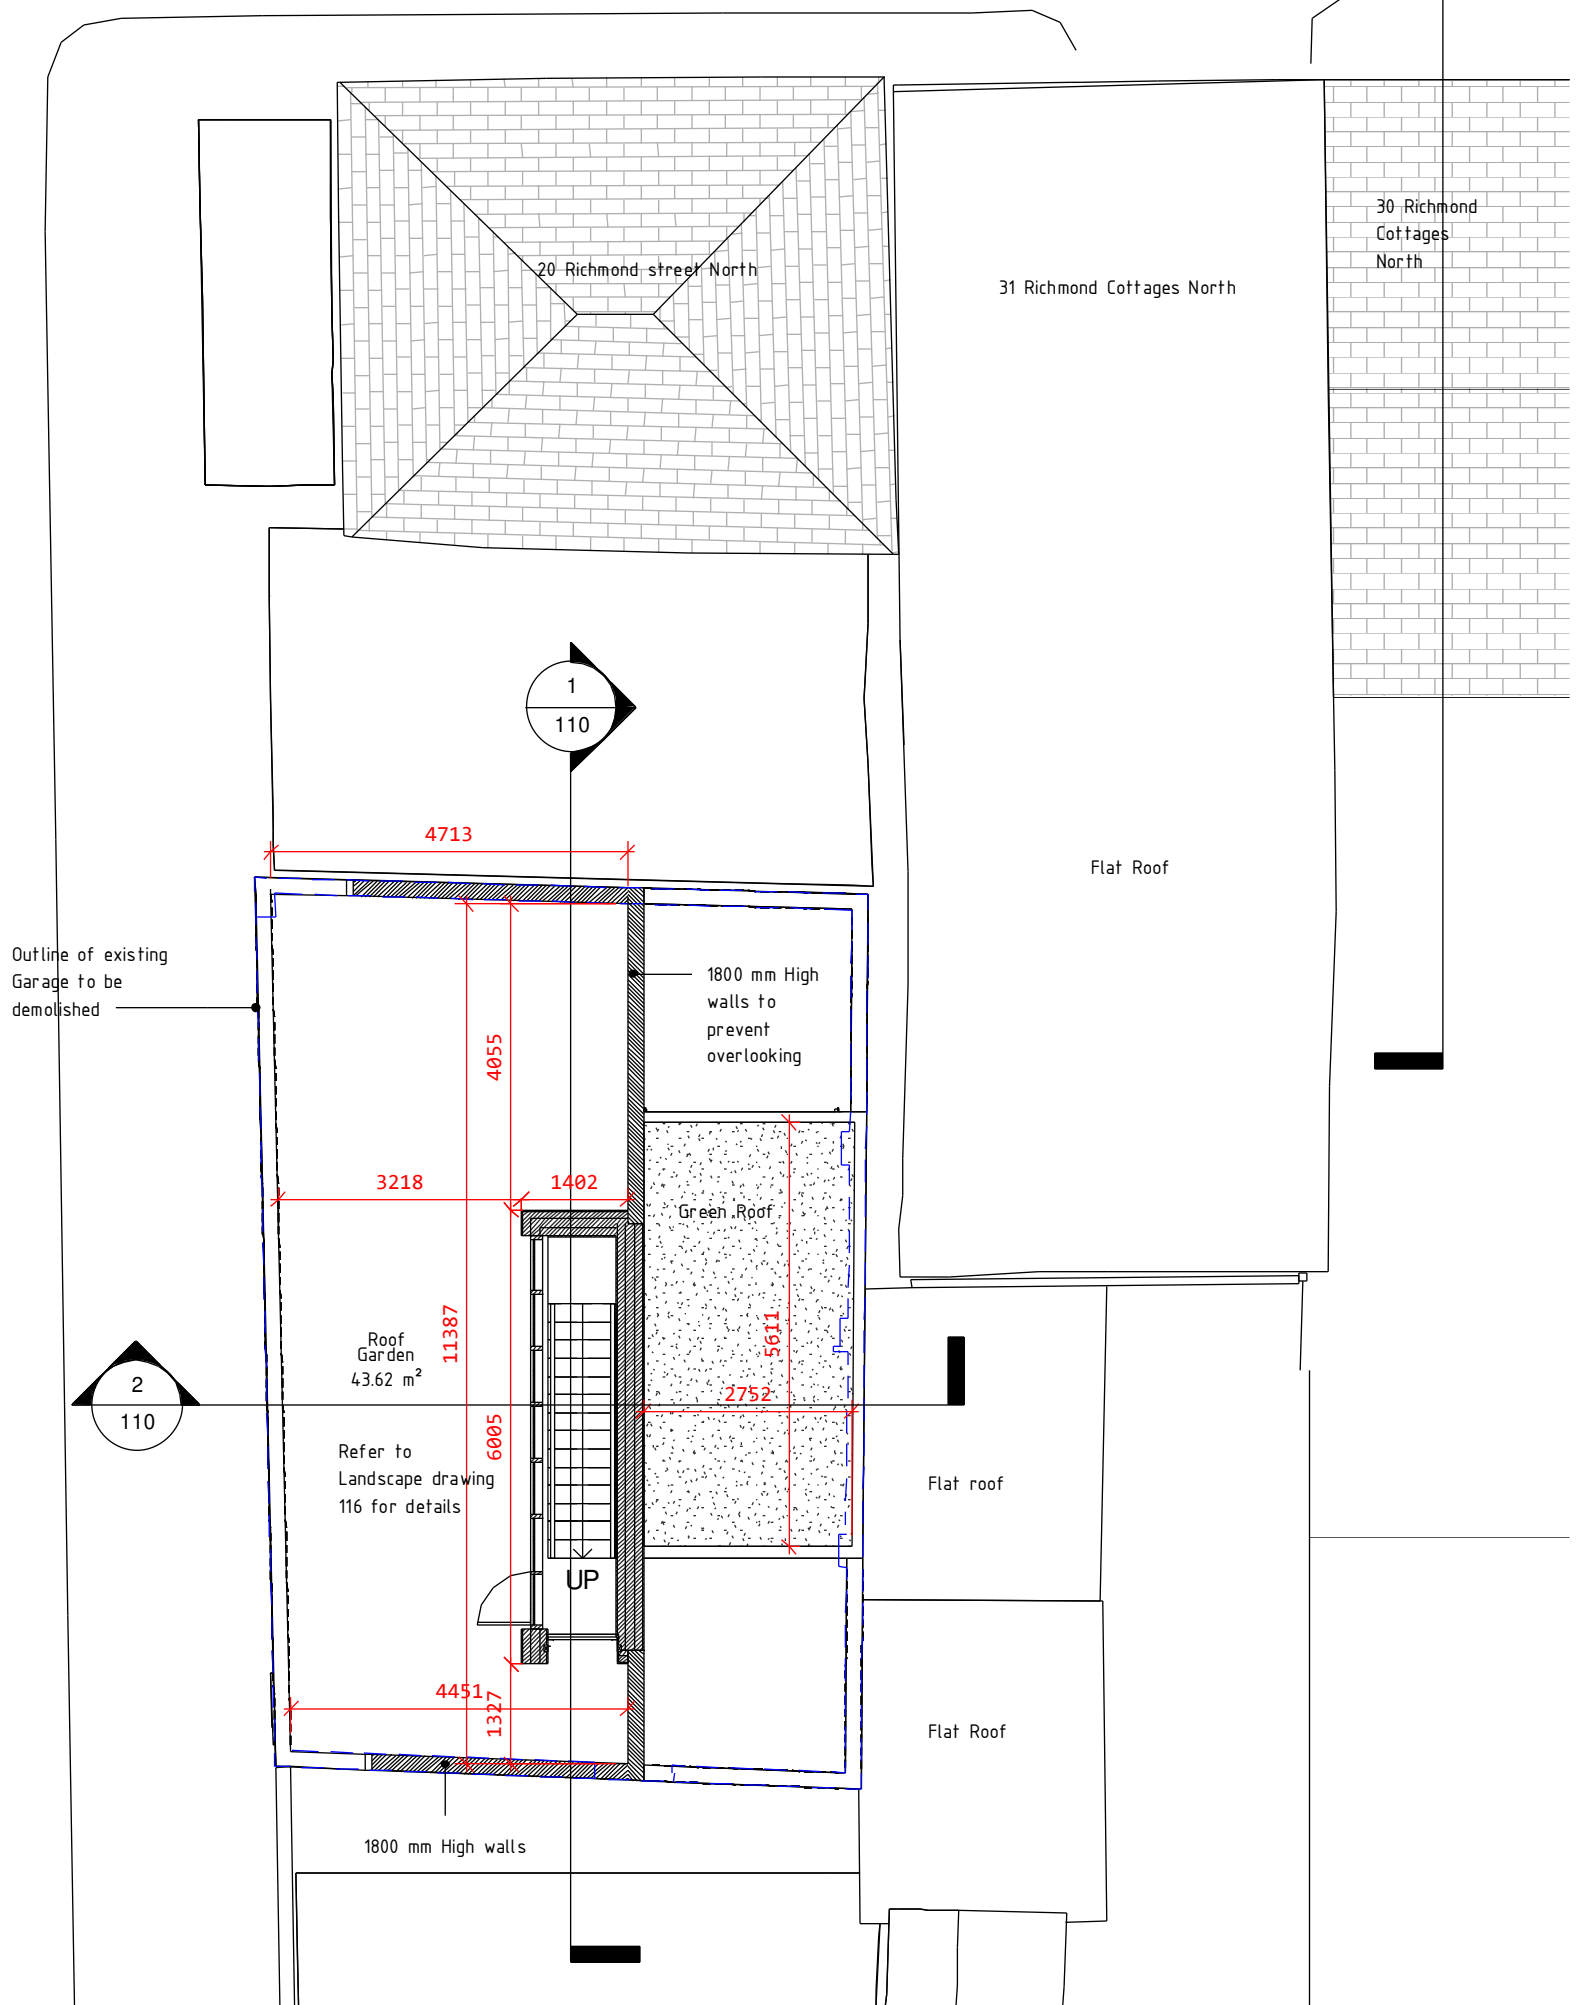 30 Richmond
Cottages
North
20 Richmond street North
31 Richmond Cottages North
1
110
4713
Flat Roof
Outline of existing
Garage to be
demolished
1800 mm High
walls to
prevent
overlooking
4055
3218
1402
Green Roof
11387
5611
Roof
Garden
43.62 m²
2
110
2752
6005
Refer to
Landscape drawing
116 for details
Flat roof
UP
4451
1327
Flat Roof
1800 mm High walls